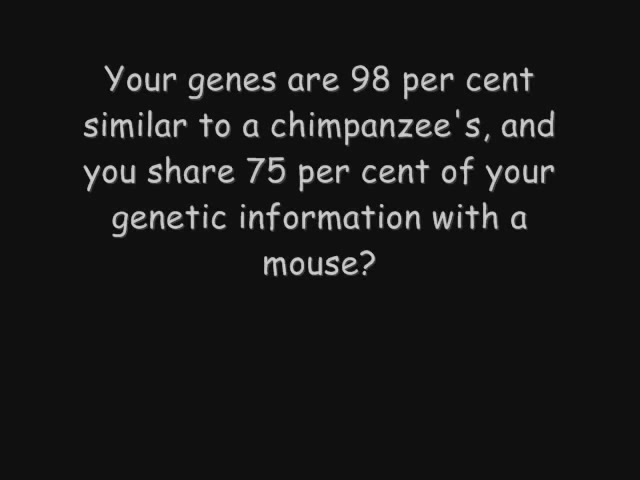 Your genes are 98 per cent
similar to a chimpanzee's, and
you share 75 per cent of your
genetic information with a
mouse?